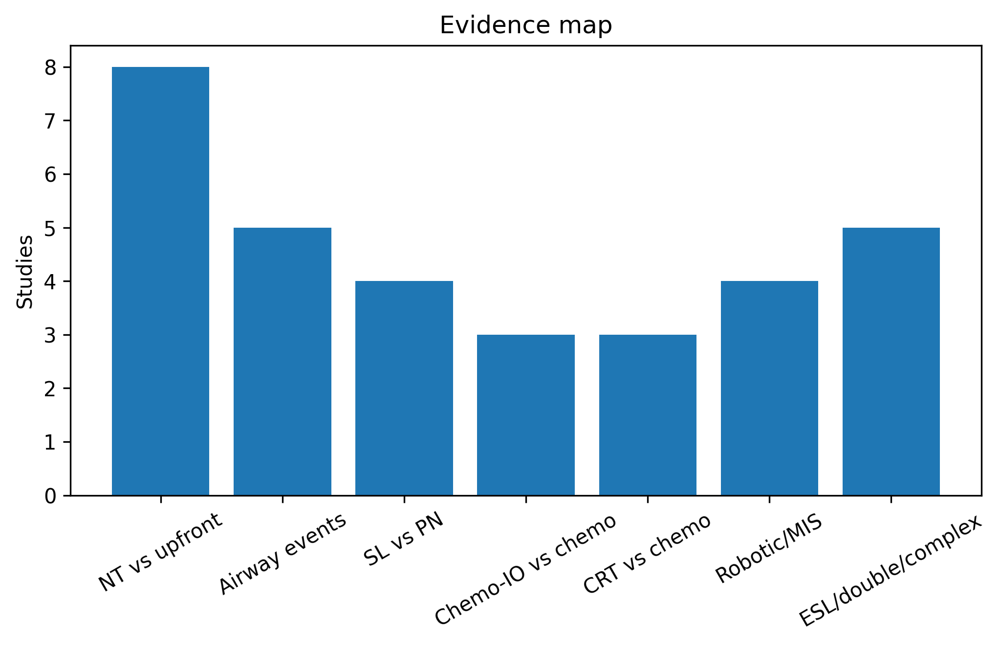 Evidence map
Studies
8
7
6
5
4
3
2
1
0
NT vs upfront
Airway events
SL vs PN
Chemo-IO vs chemo
CRT vs chemo
Robotic/MIS
ESL/double/complex